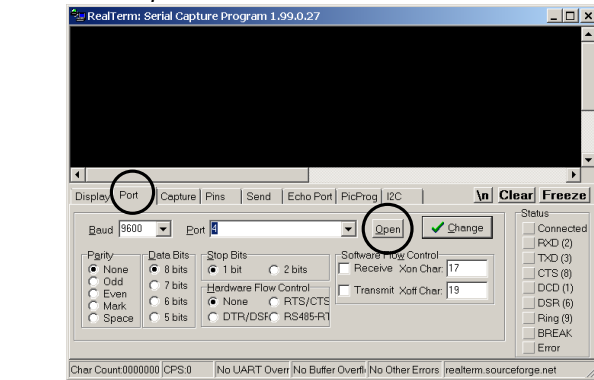 RealTerm: Serial Capture Program 1.99.0.27
Display Port Capture Pins Send Echo Port PicProg I2C \n Clear Freeze
Baud 9600 Port 4 Open Change
Status
Connected
RXD (2)
TXD (3)
CTS (8)
DCD (1)
DSR (6)
Ring (9)
BREAK
Error
Parity
None
Odd
Even
Mark
Space
Data Bits
8 bits
7 bits
6 bits
5 bits
Stop Bits
1 bit 2 bits
Hardware Flow Control
None RTS/CTS
DTR/DSR RS485-RT
Software Flow Control
Receive Xon Char: 17
Transmit Xoff Char: 19
Char Count:0000000 CPS:0 No UART Overr No Buffer Overfl No Other Errors realterm.sourceforge.net